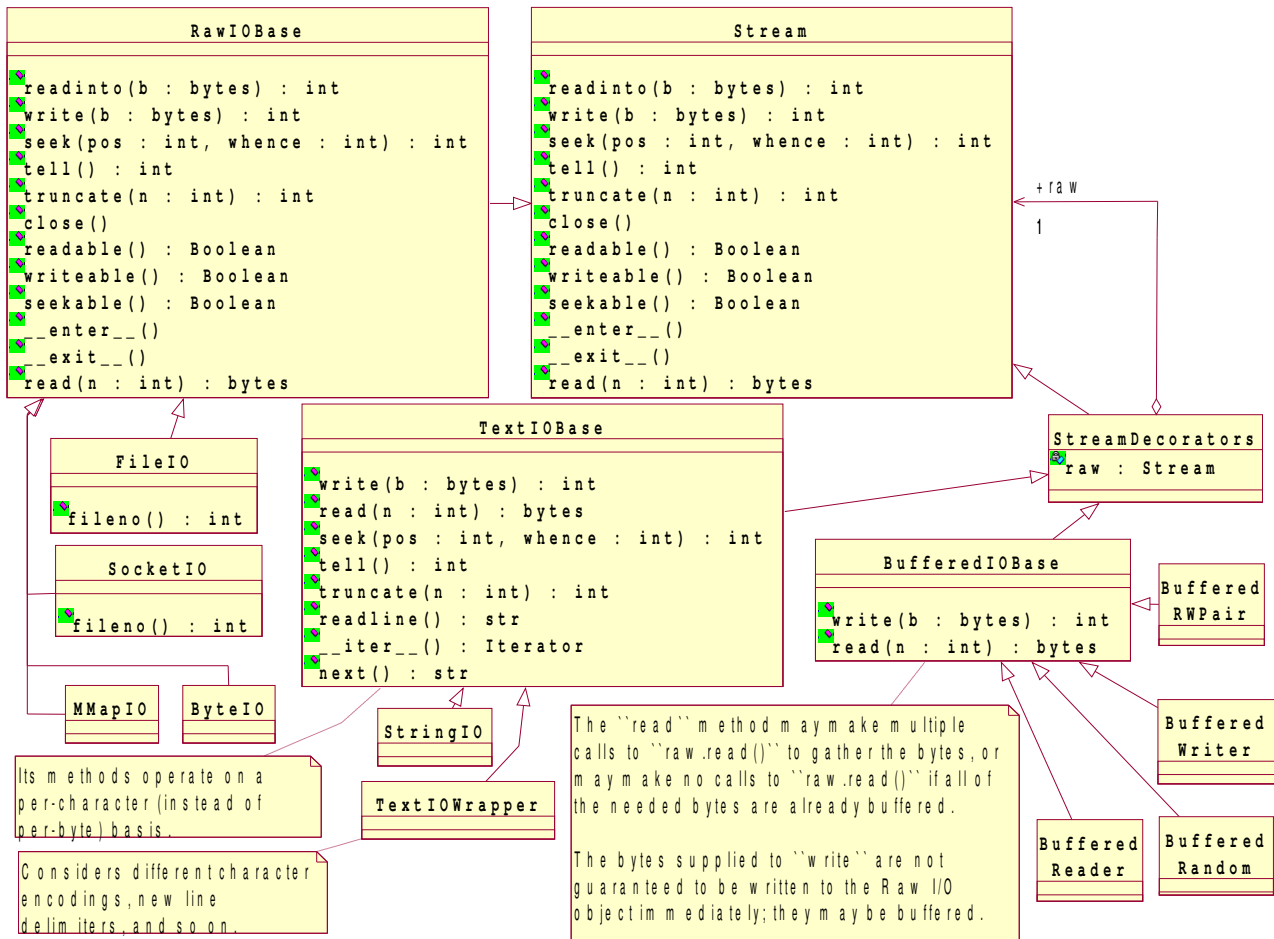 RawIOBase
readinto(b : bytes) : int
write(b : bytes) : int
seek(pos : int, whence : int) : int
tell() : int
truncate(n : int) : int
close()
readable() : Boolean
writeable() : Boolean
seekable() : Boolean
__enter__()
__exit__()
read(n : int) : bytes
Stream
readinto(b : bytes) : int
write(b : bytes) : int
seek(pos : int, whence : int) : int
tell() : int
truncate(n : int) : int
close()
readable() : Boolean
writeable() : Boolean
seekable() : Boolean
__enter__()
__exit__()
read(n : int) : bytes
+raw
1
StreamDecorators
raw : Stream
FileIO
fileno() : int
SocketIO
fileno() : int
MMapIO
ByteIO
TextIOBase
write(b : bytes) : int
read(n : int) : bytes
seek(pos : int, whence : int) : int
tell() : int
truncate(n : int) : int
readline() : str
__iter__() : Iterator
next() : str
BufferedIOBase
write(b : bytes) : int
read(n : int) : bytes
Buffered
RWPair
StringIO
TextIOWrapper
Its methods operate on a
per-character (instead of
per-byte) basis.
Considers different character
encodings, new line
delimiters, and so on.
The ``read`` method may make multiple
calls to ``raw.read()`` to gather the bytes, or
may make no calls to ``raw.read()`` if all of
the needed bytes are already buffered.
The bytes supplied to ``write`` are not
guaranteed to be written to the Raw I/O
object immediately; they may be buffered.
Buffered
Writer
Buffered
Reader
Buffered
Random